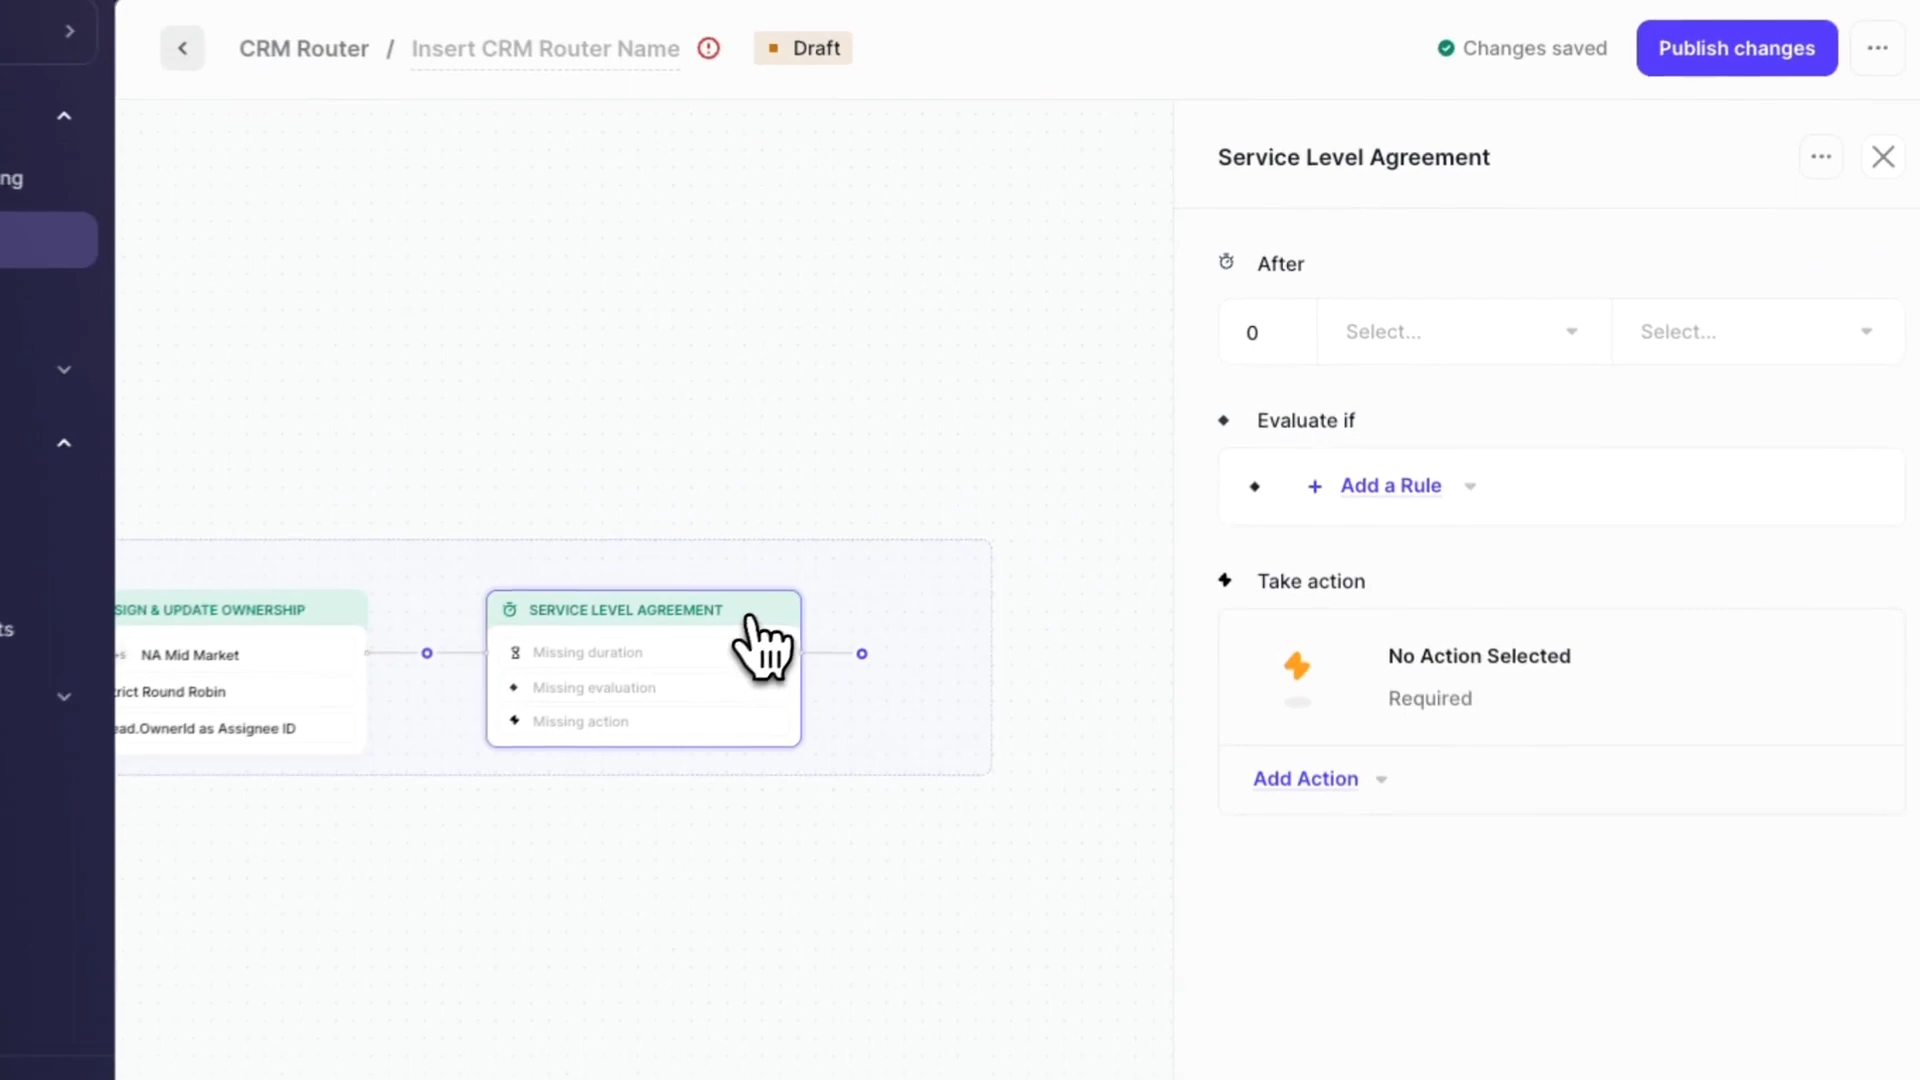 CRM Router / Insert CRM Router Name
Draft
Changes saved
Publish changes
ng
Service Level Agreement
After
0
Select...
Select...
Evaluate if
+ Add a Rule
Take action
No Action Selected
Required
Add Action
SIGN & UPDATE OWNERSHIP
NA Mid Market
rict Round Robin
ead.OwnerId as Assignee ID
SERVICE LEVEL AGREEMENT
Missing duration
Missing evaluation
Missing action
ts